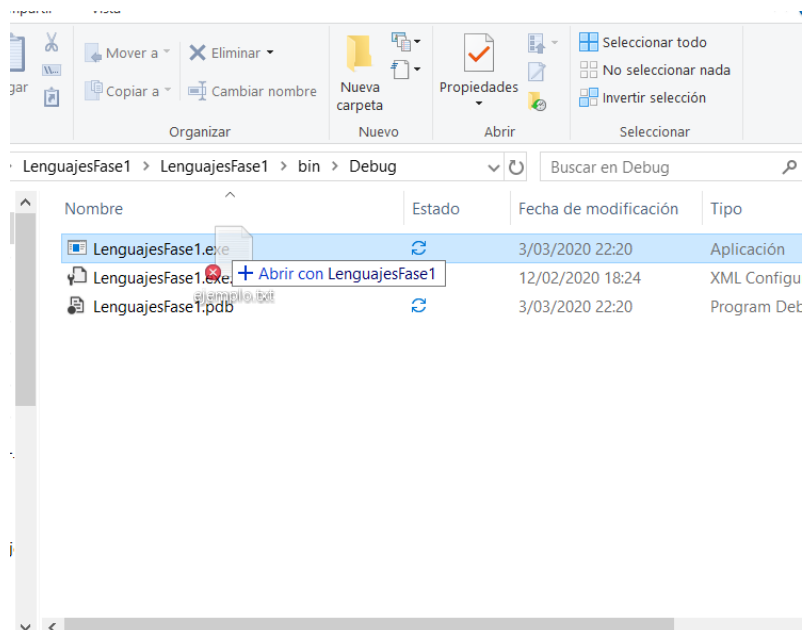 Vista
Mover a
Eliminar
Copiar a
Cambiar nombre
Nueva
carpeta
Propiedades
Seleccionar todo
No seleccionar nada
Invertir selección
Organizar
Nuevo
Abrir
Seleccionar
LenguajesFase1 > LenguajesFase1 > bin > Debug
Buscar en Debug
Nombre Estado Fecha de modificación Tipo
LenguajesFase1.exe 3/03/2020 22:20 Aplicación
LenguajesFase1.exe. 12/02/2020 18:24 XML Configu
+ Abrir con LenguajesFase1
ejemplo.txt
LenguajesFase1.pdb 3/03/2020 22:20 Program Deb